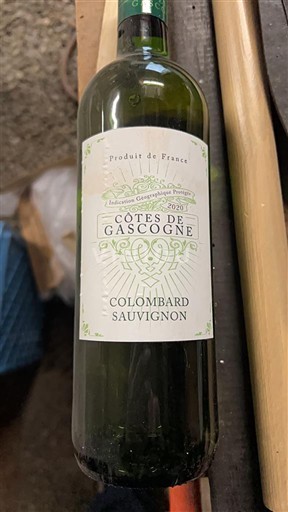 Produit de France
Indication Géographique Protégée
2020
CÔTES DE
GASCOGNE
COLOMBARD
SAUVIGNON